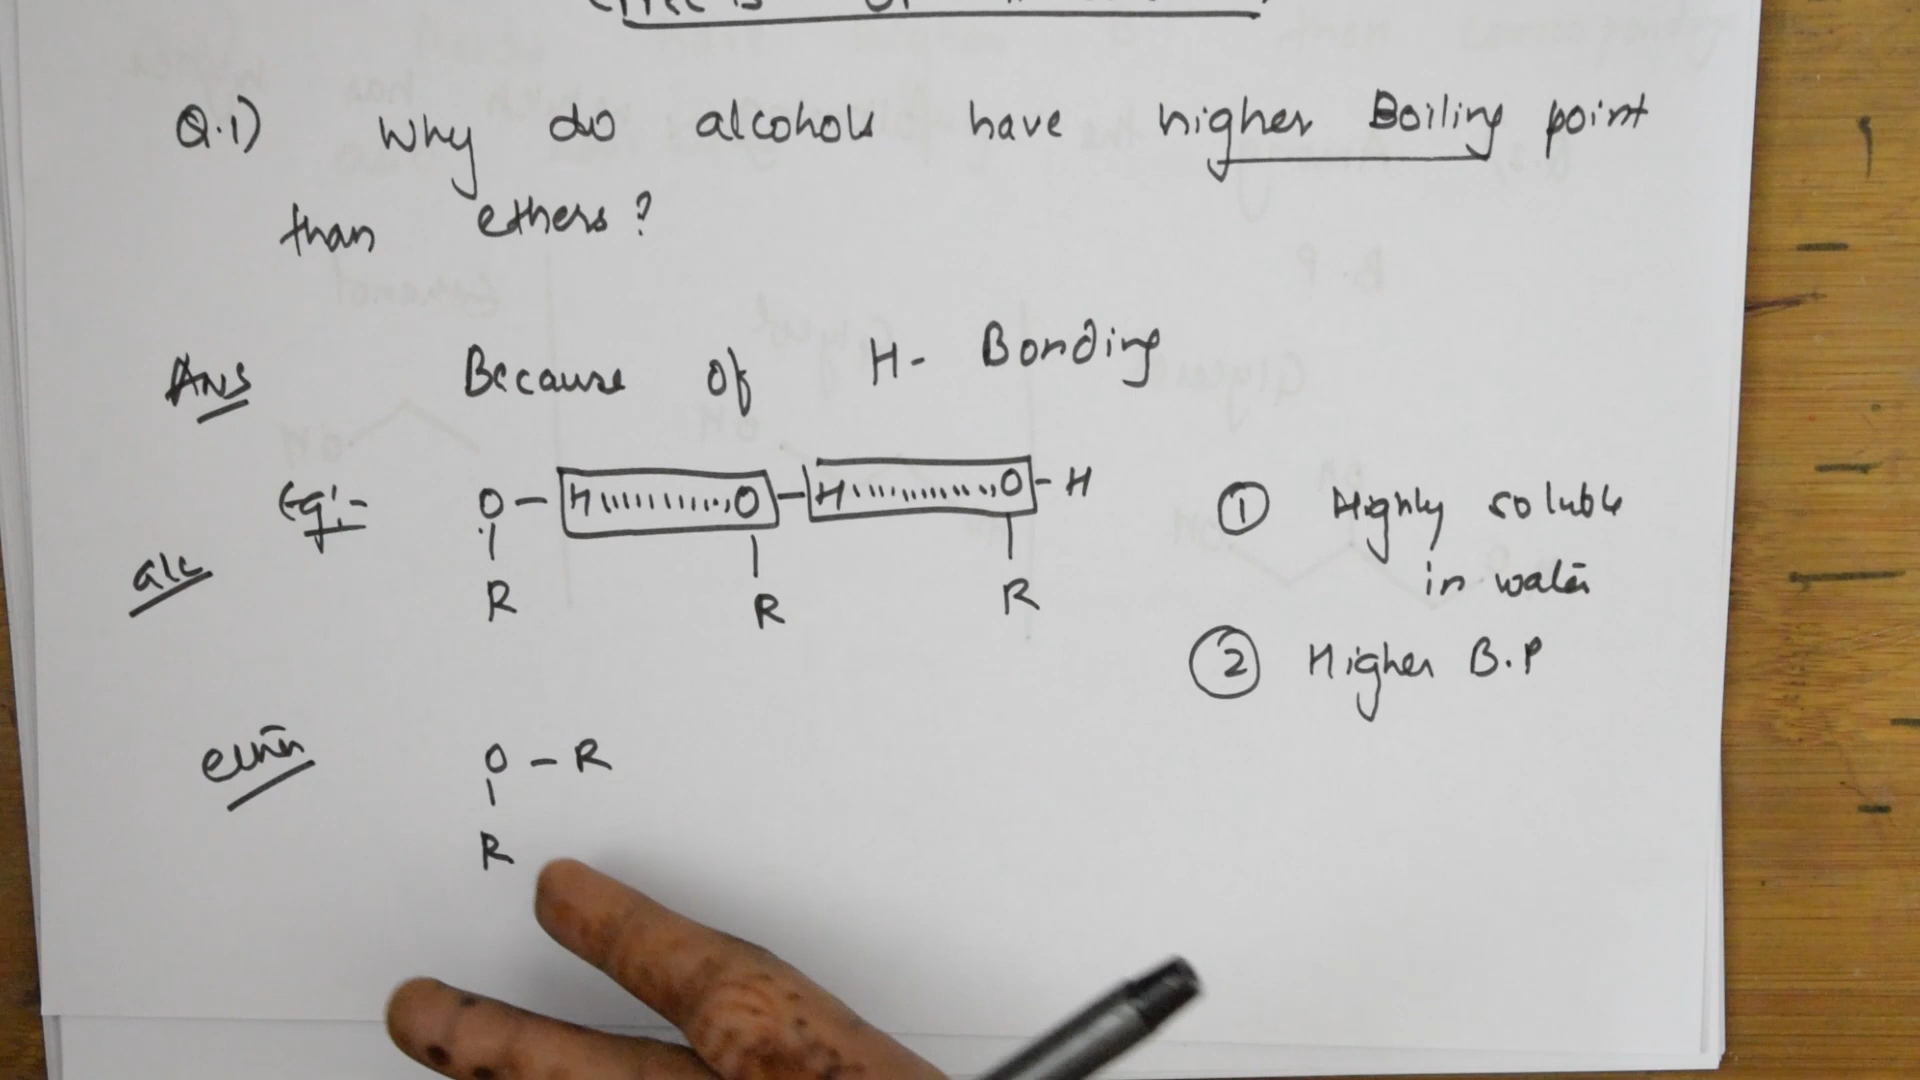 Q.1) Why do alcohols have higher Boiling point
than ethers?
Ans Because of H- Bonding
Eg:- O - H O - H O - H
alc
R R R
① Highly soluble
in water
② Higher B.P
ether O - R
R